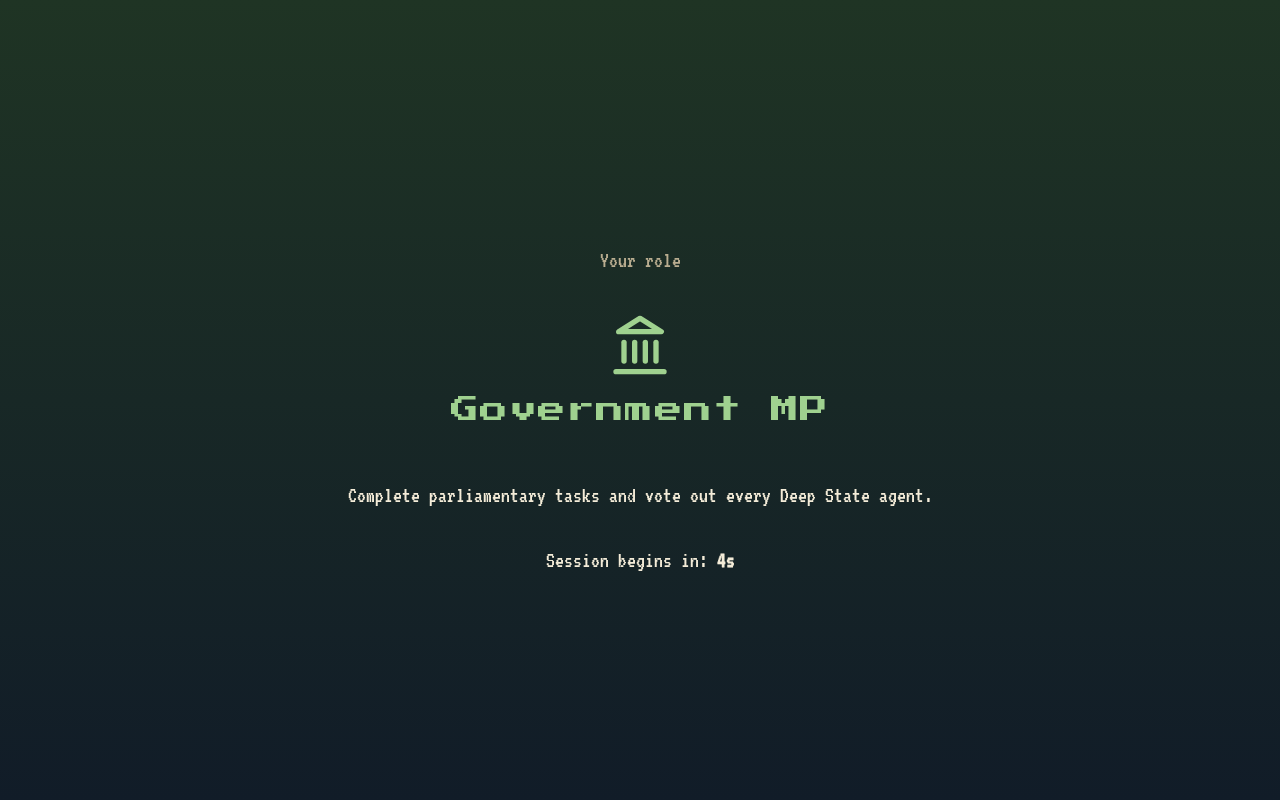 Your role
Government MP
Complete parliamentary tasks and vote out every Deep State agent.
Session begins in: 4s